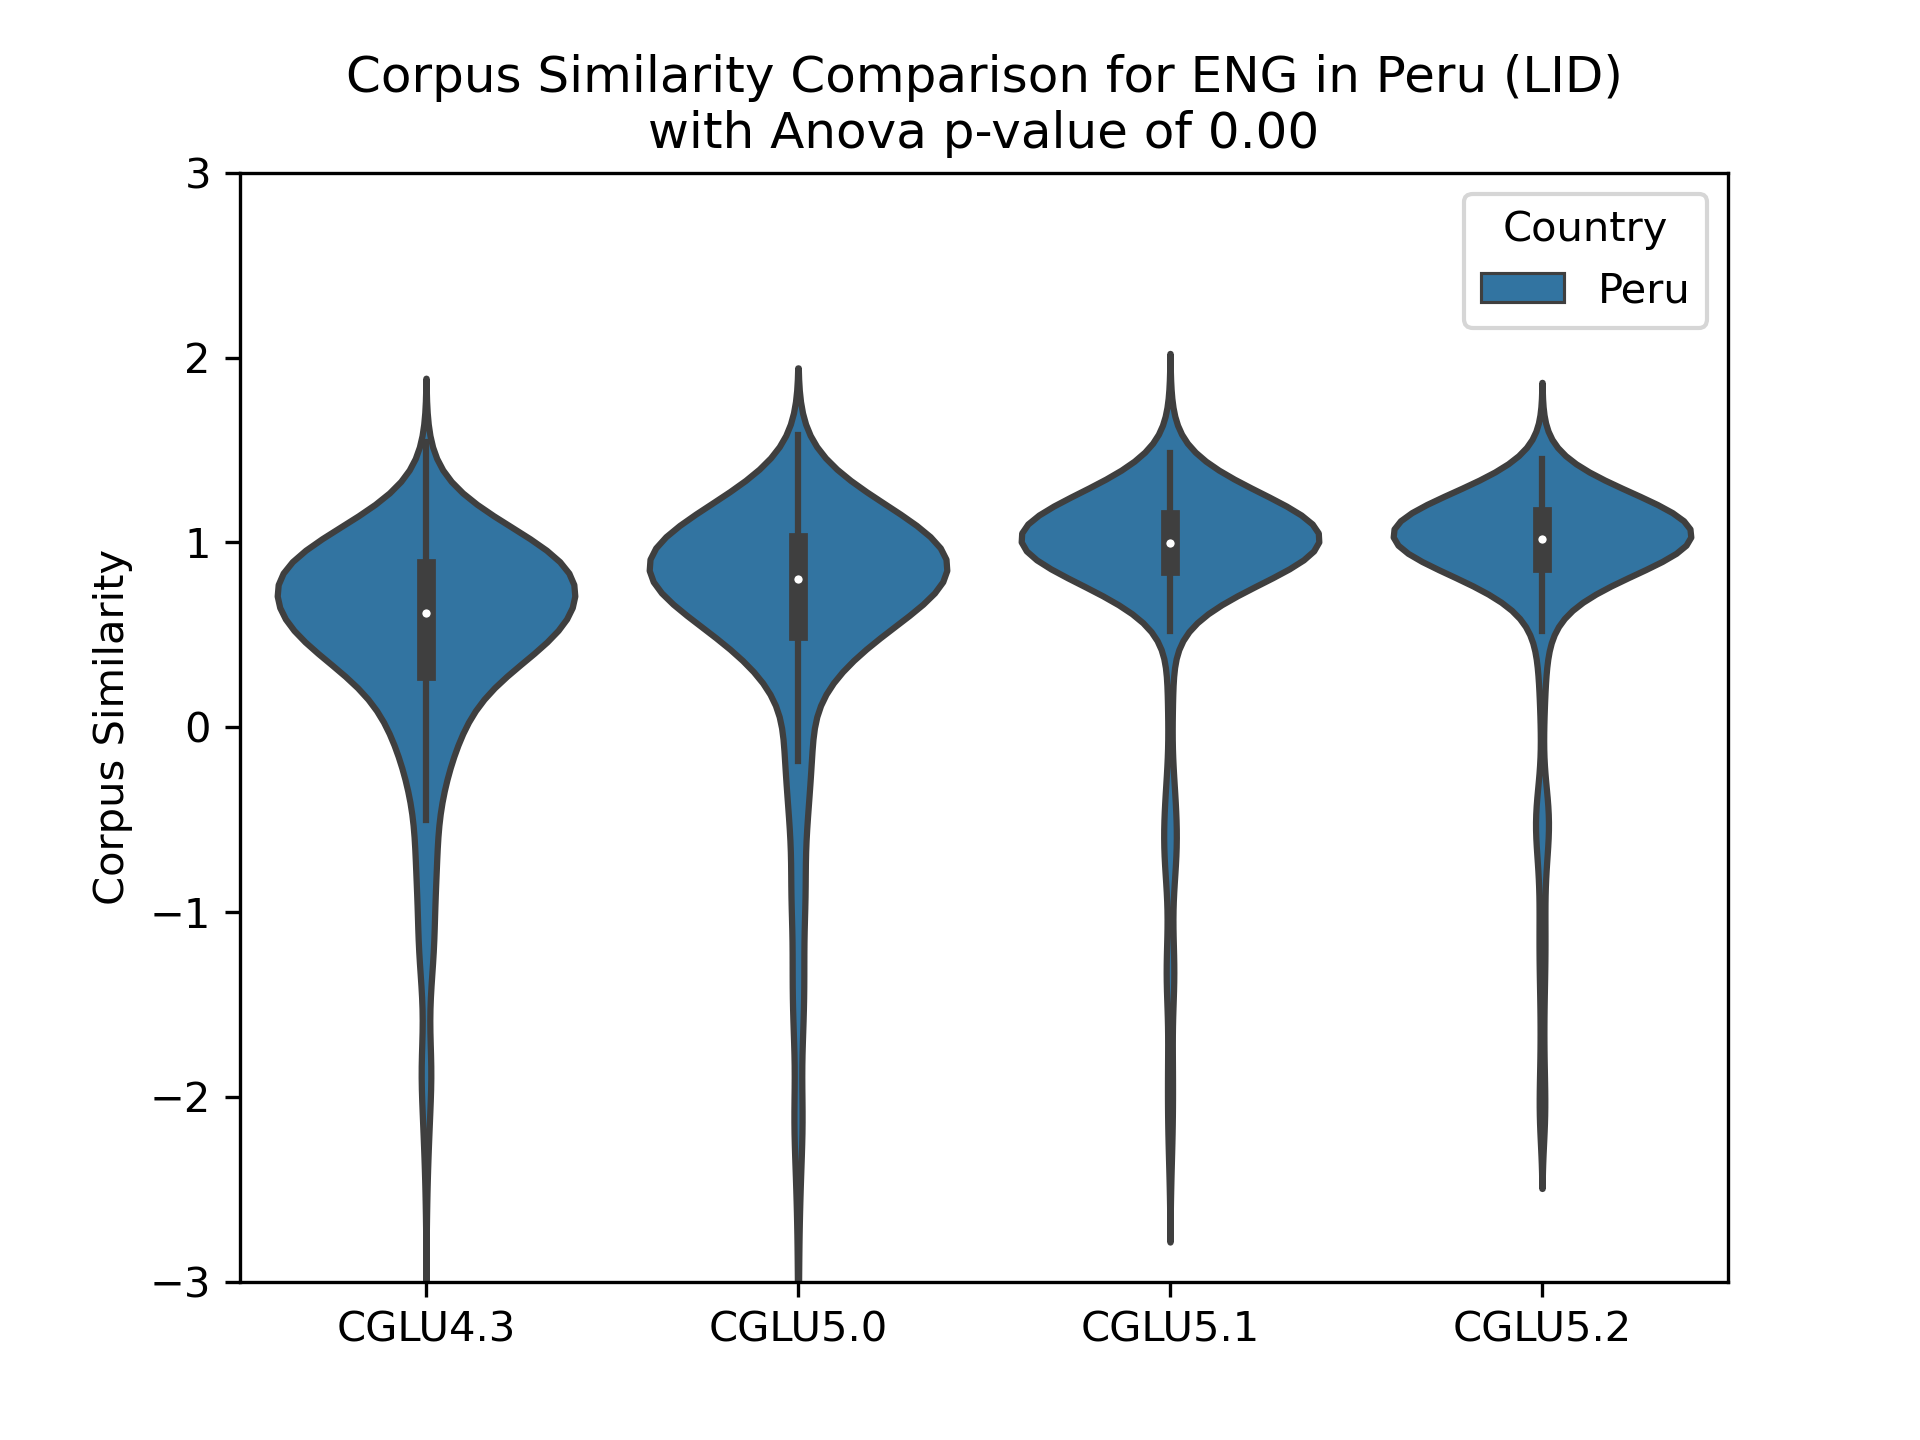 Corpus Similarity Comparison for ENG in Peru (LID)
with Anova p-value of 0.00
Country
Peru
Corpus Similarity
3
2
1
0
−1
−2
−3
CGLU4.3
CGLU5.0
CGLU5.1
CGLU5.2